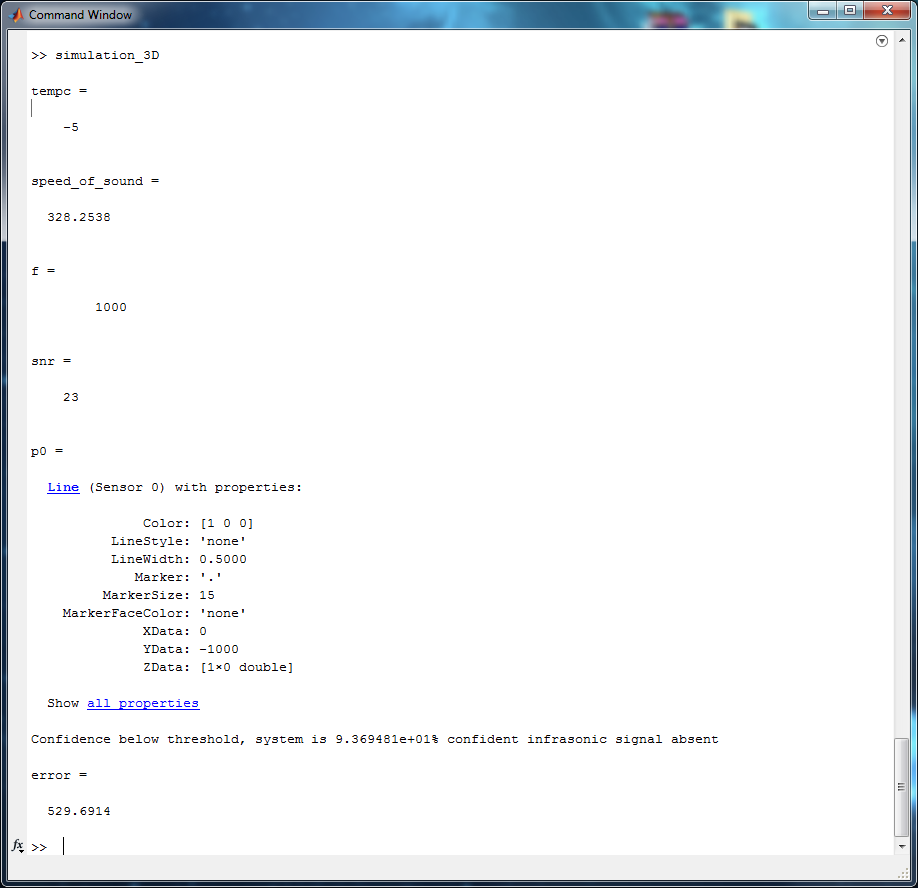 Command Window
>> simulation_3D
tempc =
-5
speed_of_sound =
328.2538
f =
1000
snr =
23
p0 =
Line (Sensor 0) with properties:
Color: [1 0 0]
LineStyle: 'none'
LineWidth: 0.5000
Marker: '.'
MarkerSize: 15
MarkerFaceColor: 'none'
XData: 0
YData: -1000
ZData: [1×0 double]
Show all properties
Confidence below threshold, system is 9.369481e+01% confident infrasonic signal absent
error =
529.6914
fx >>